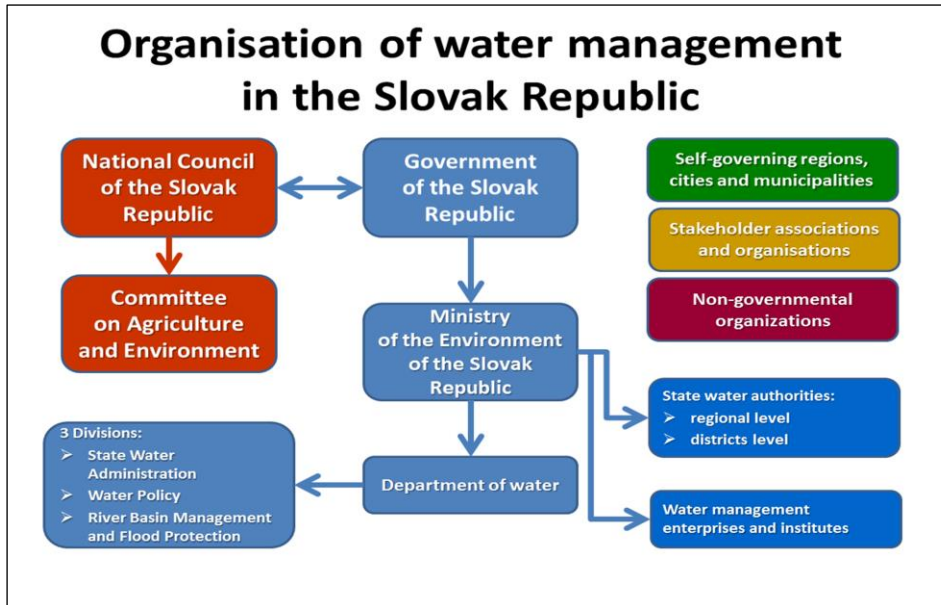 Organisation of water management
in the Slovak Republic
National Council
of the Slovak
Republic
Government
of the Slovak
Republic
Self-governing regions,
cities and municipalities
Stakeholder associations
and organisations
Non-governmental
organizations
Committee
on Agriculture
and Environment
Ministry
of the Environment
of the Slovak
Republic
State water authorities:
➢ regional level
➢ districts level
3 Divisions:
➢ State Water
Administration
➢ Water Policy
➢ River Basin Management
and Flood Protection
Department of water
Water management
enterprises and institutes